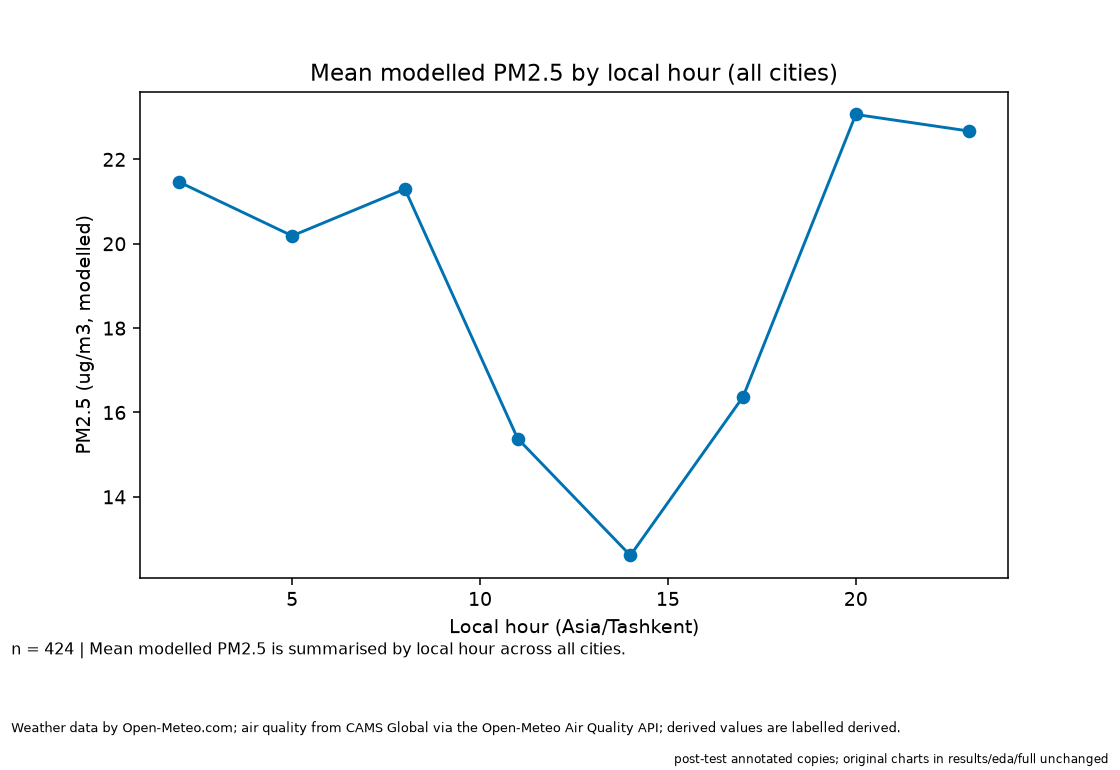 Mean modelled PM2.5 by local hour (all cities)
PM2.5 (ug/m3, modelled)
22
20
18
16
14
5 10 15 20
Local hour (Asia/Tashkent)
n = 424 | Mean modelled PM2.5 is summarised by local hour across all cities.
Weather data by Open-Meteo.com; air quality from CAMS Global via the Open-Meteo Air Quality API; derived values are labelled derived.
post-test annotated copies; original charts in results/eda/full unchanged